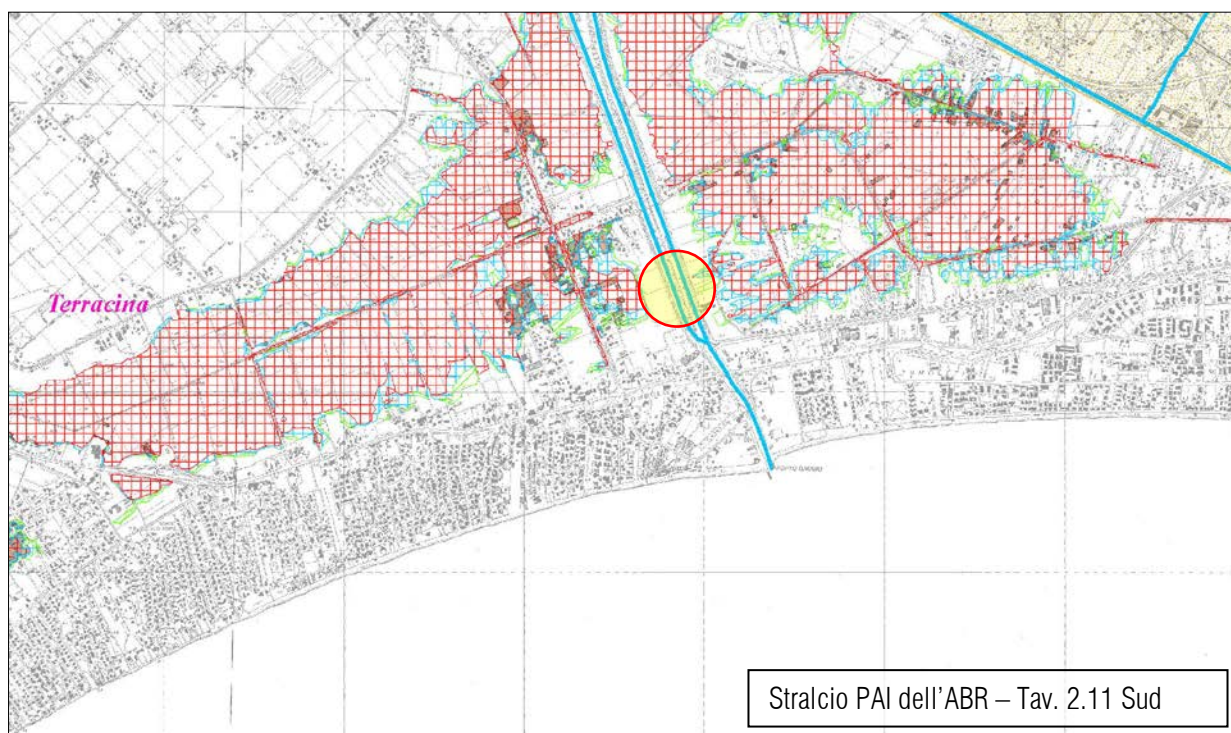 Terracina
Stralcio PAI dell'ABR – Tav. 2.11 Sud